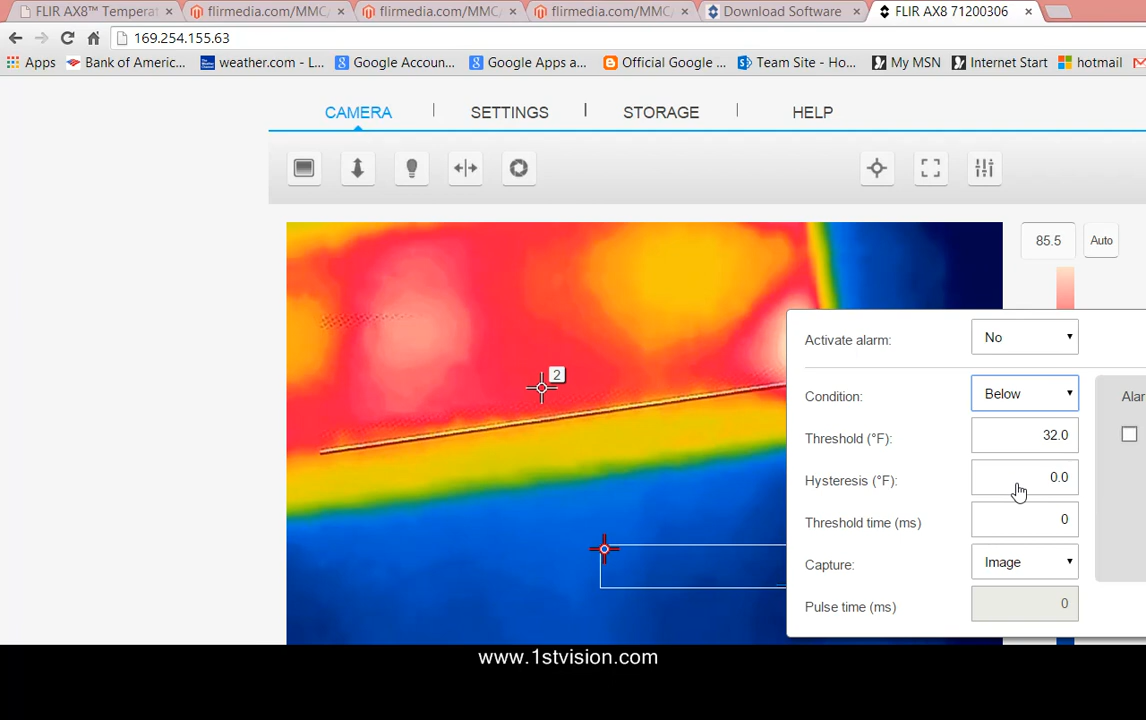 FLIR AX8™ Temperat
flirmedia.com/MMC/
flirmedia.com/MMC/
flirmedia.com/MMC/
Download Software
FLIR AX8 71200306
169.254.155.63
Apps
Bank of Americ...
weather.com - L...
Google Accoun...
Google Apps a...
Official Google ...
Team Site - Ho...
My MSN
Internet Start
hotmail
CAMERA
SETTINGS
STORAGE
HELP
85.5
Auto
2
Activate alarm:
No
Condition:
Below
Alar
Threshold (°F):
32.0
Hysteresis (°F):
0.0
Threshold time (ms)
0
Capture:
Image
Pulse time (ms)
0
www.1stvision.com